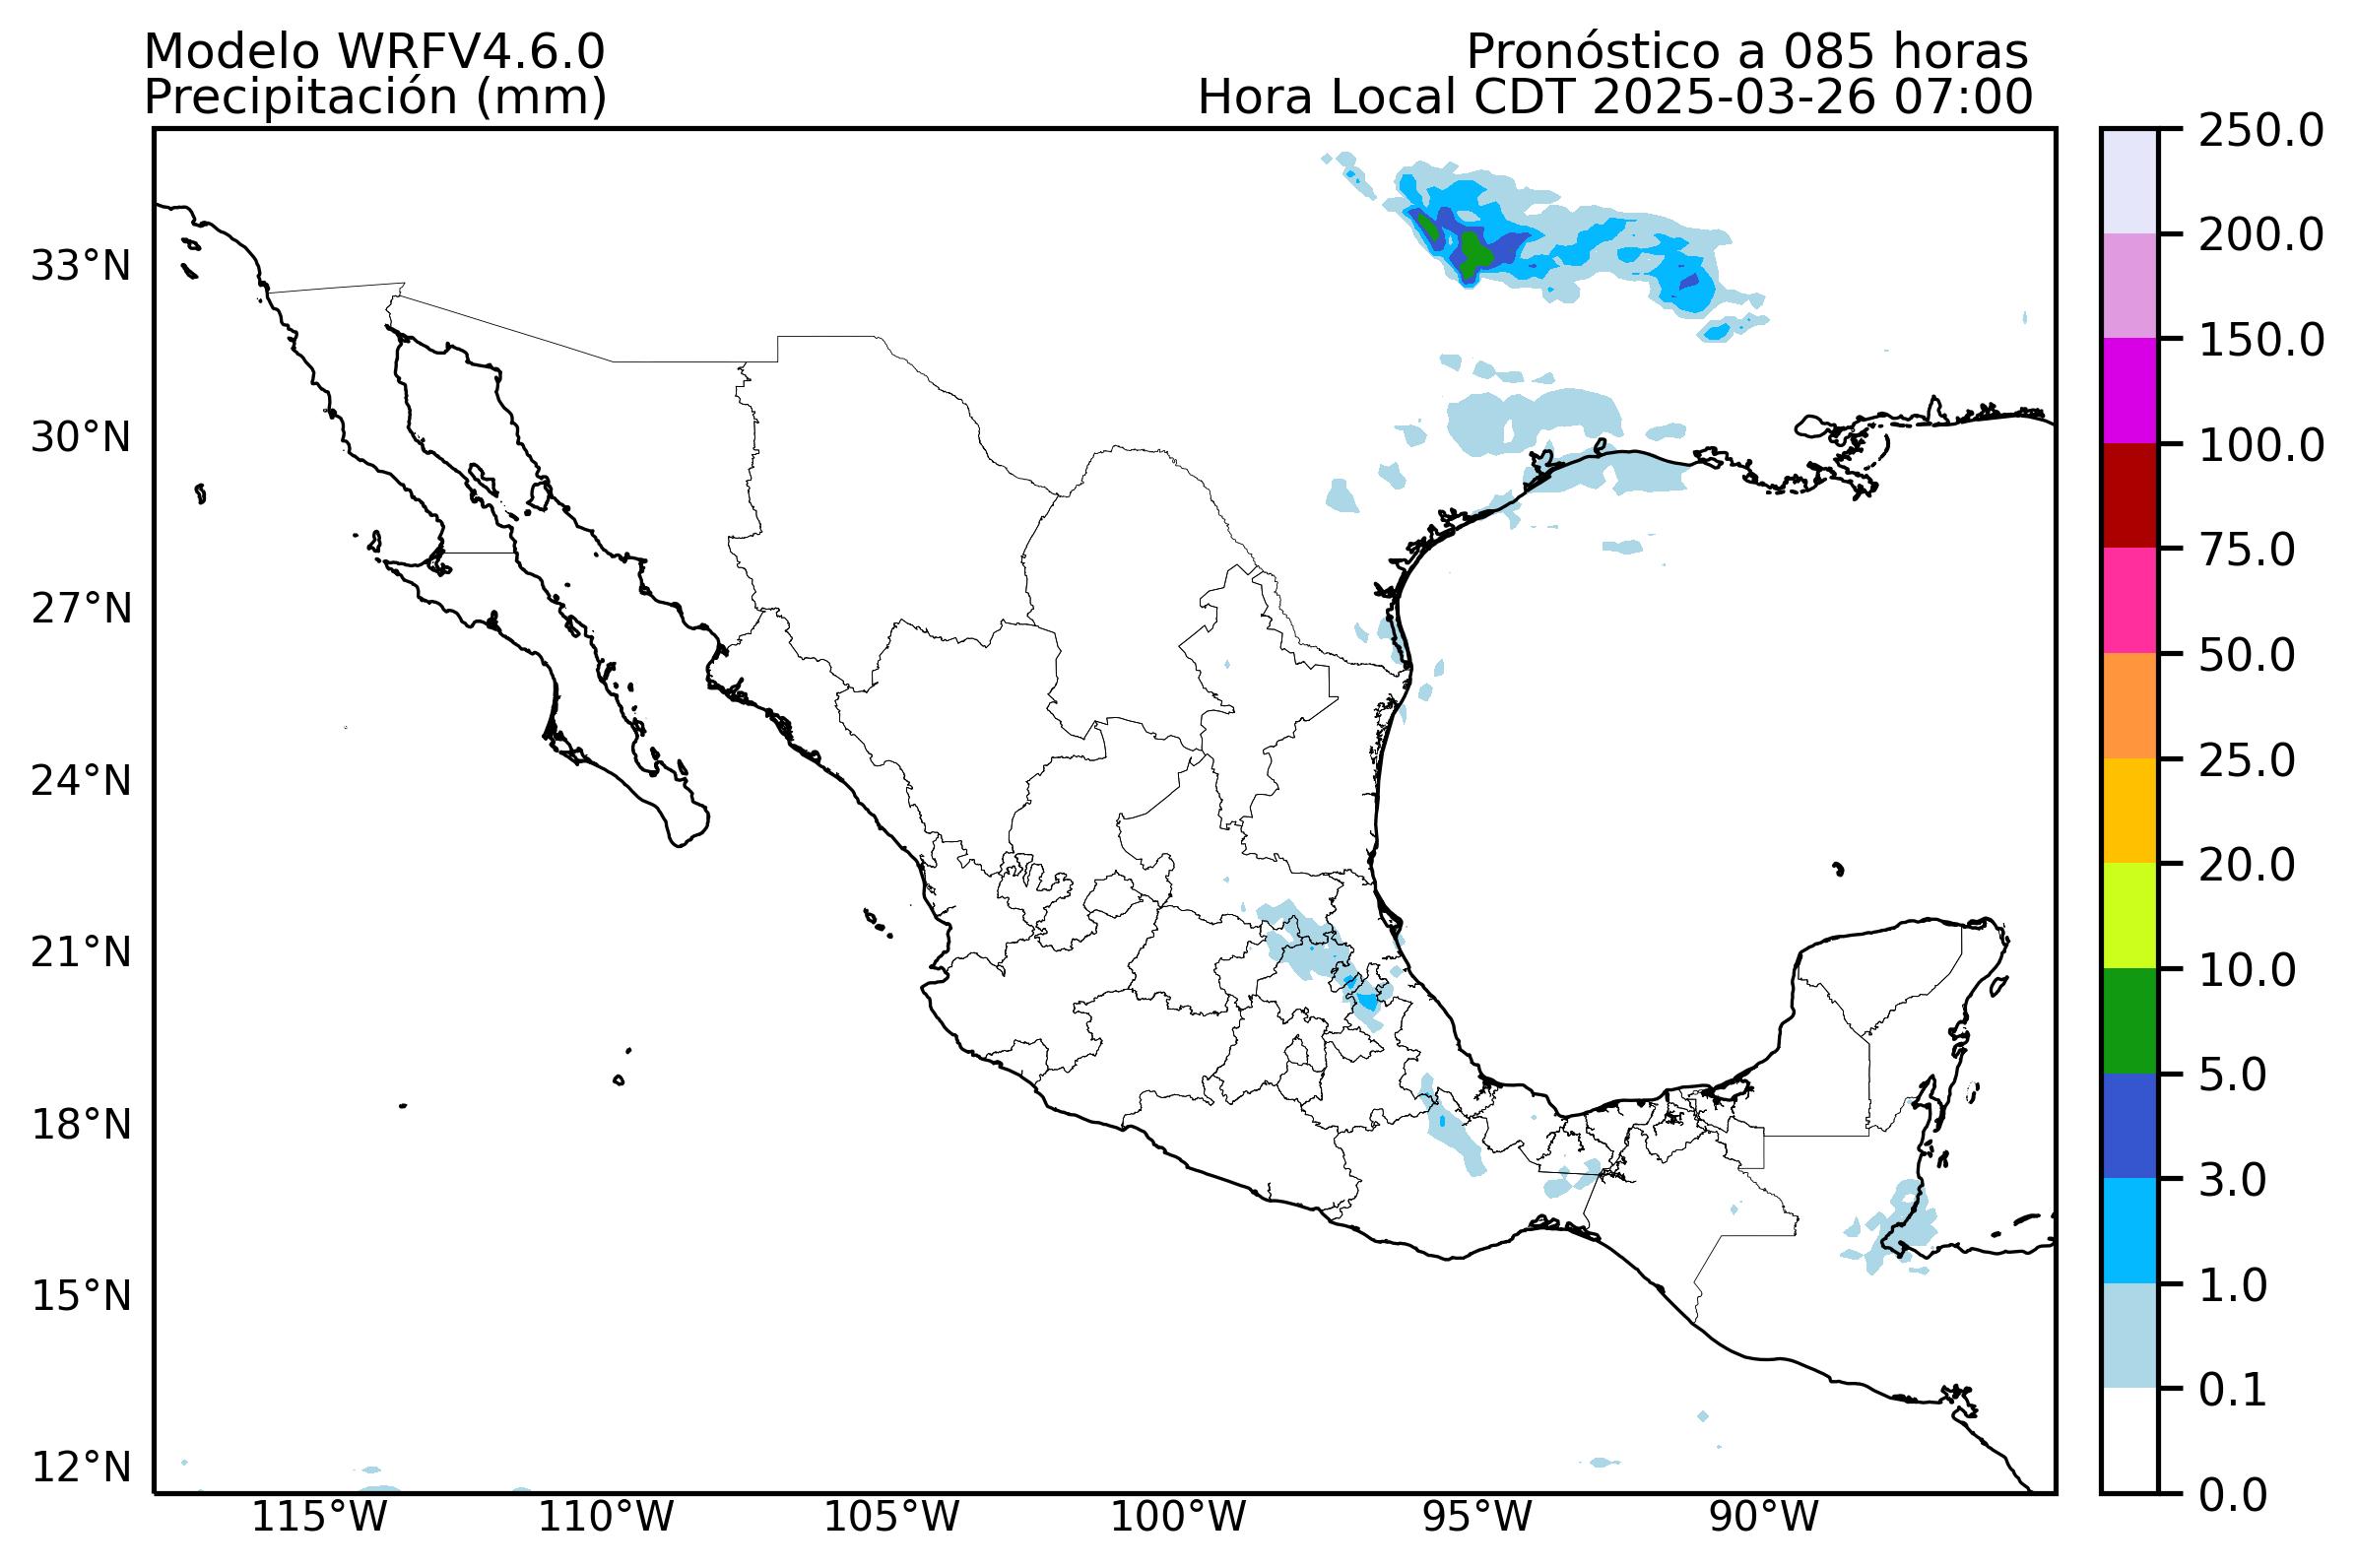 Modelo WRFV4.6.0
Precipitación (mm)
Pronóstico a 085 horas
Hora Local CDT 2025-03-26 07:00
33°N
30°N
27°N
24°N
21°N
18°N
15°N
12°N
115°W
110°W
105°W
100°W
95°W
90°W
250.0
200.0
150.0
100.0
75.0
50.0
25.0
20.0
10.0
5.0
3.0
1.0
0.1
0.0